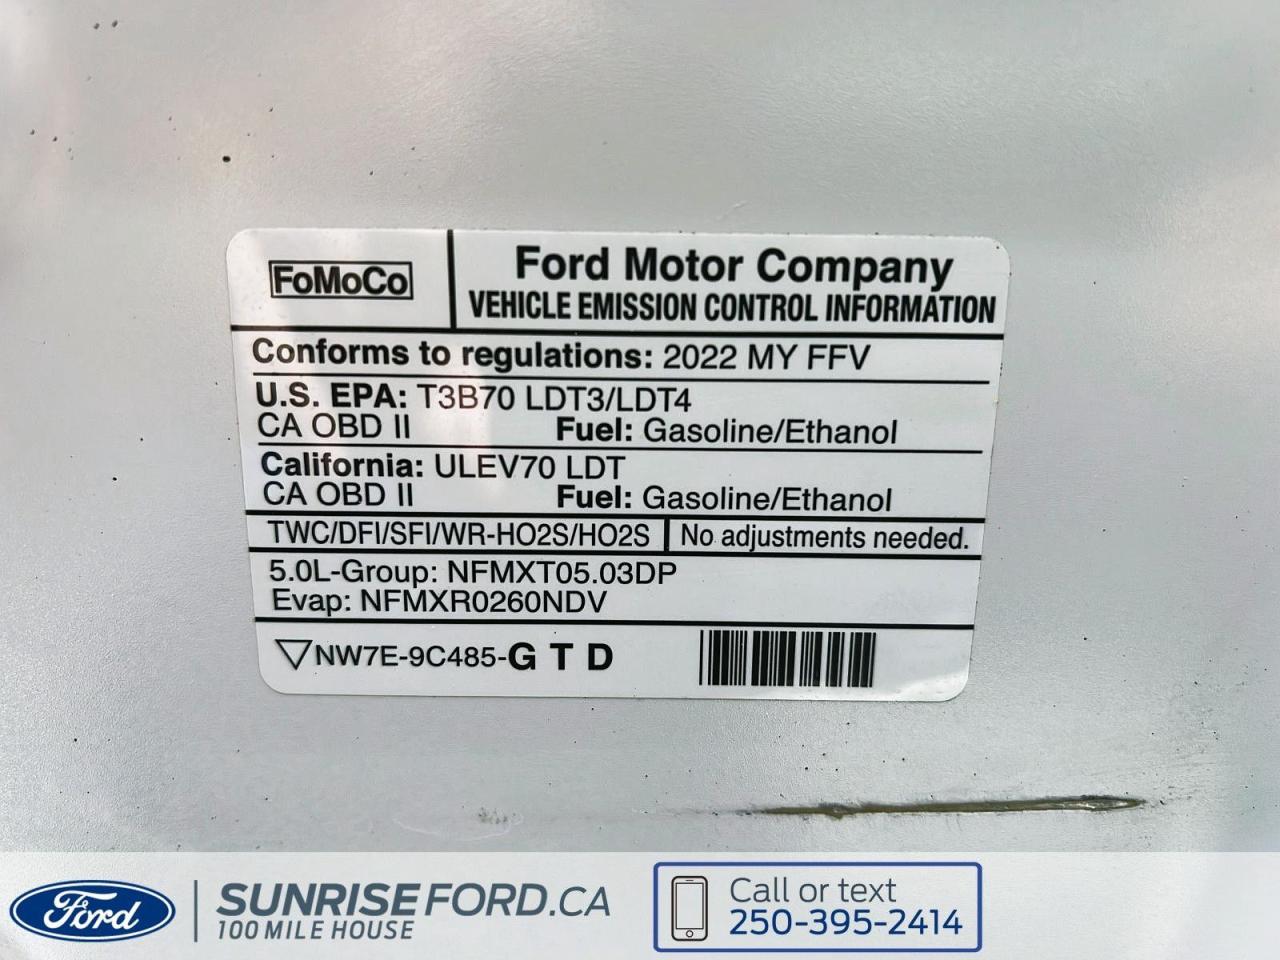 FoMoCo
Ford Motor Company
VEHICLE EMISSION CONTROL INFORMATION
Conforms to regulations: 2022 MY FFV
U.S. EPA: T3B70 LDT3/LDT4
CA OBD II Fuel: Gasoline/Ethanol
California: ULEV70 LDT
CA OBD II Fuel: Gasoline/Ethanol
TWC/DFI/SFI/WR-HO2S/HO2S No adjustments needed.
5.0L-Group: NFMXT05.03DP
Evap: NFMXR0260NDV
NW7E-9C485-G T D
Ford
SUNRISEFORD.CA
100 MILE HOUSE
Call or text
250-395-2414